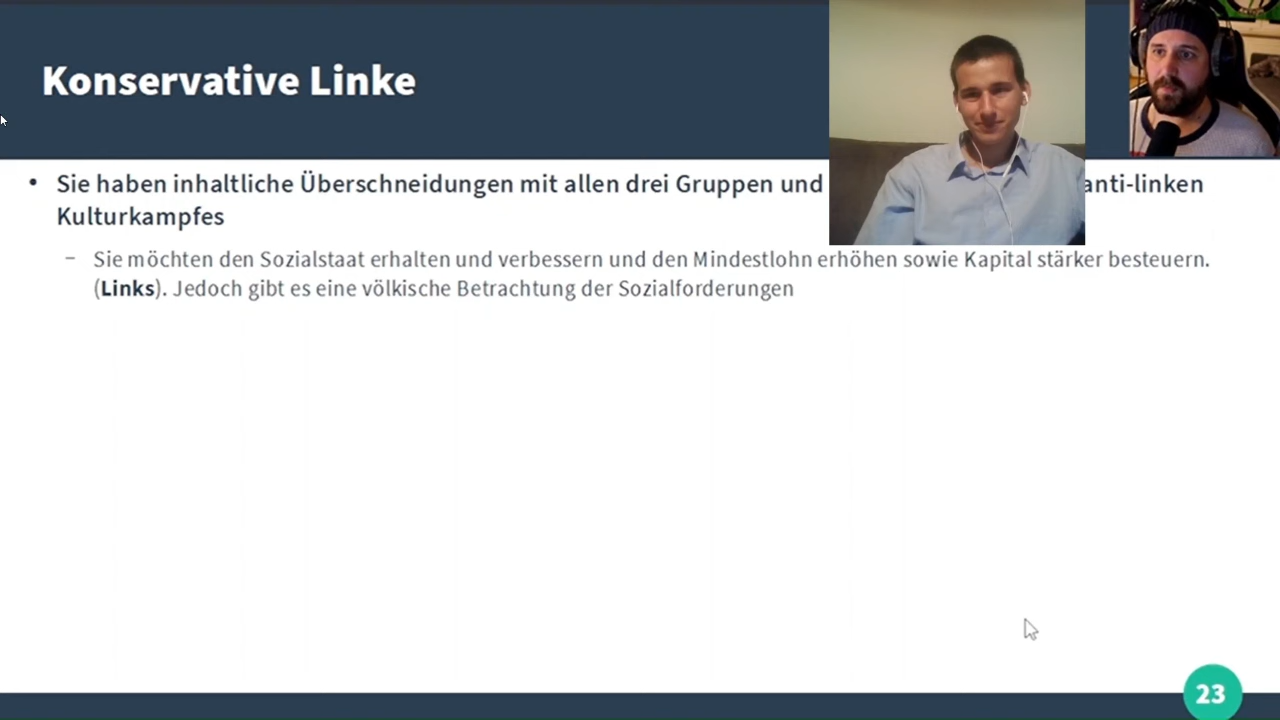 Konservative Linke
• Sie haben inhaltliche Überschneidungen mit allen drei Gruppen und anti-linken
Kulturkampfes
– Sie möchten den Sozialstaat erhalten und verbessern und den Mindestlohn erhöhen sowie Kapital stärker besteuern.
(Links). Jedoch gibt es eine völkische Betrachtung der Sozialforderungen
23